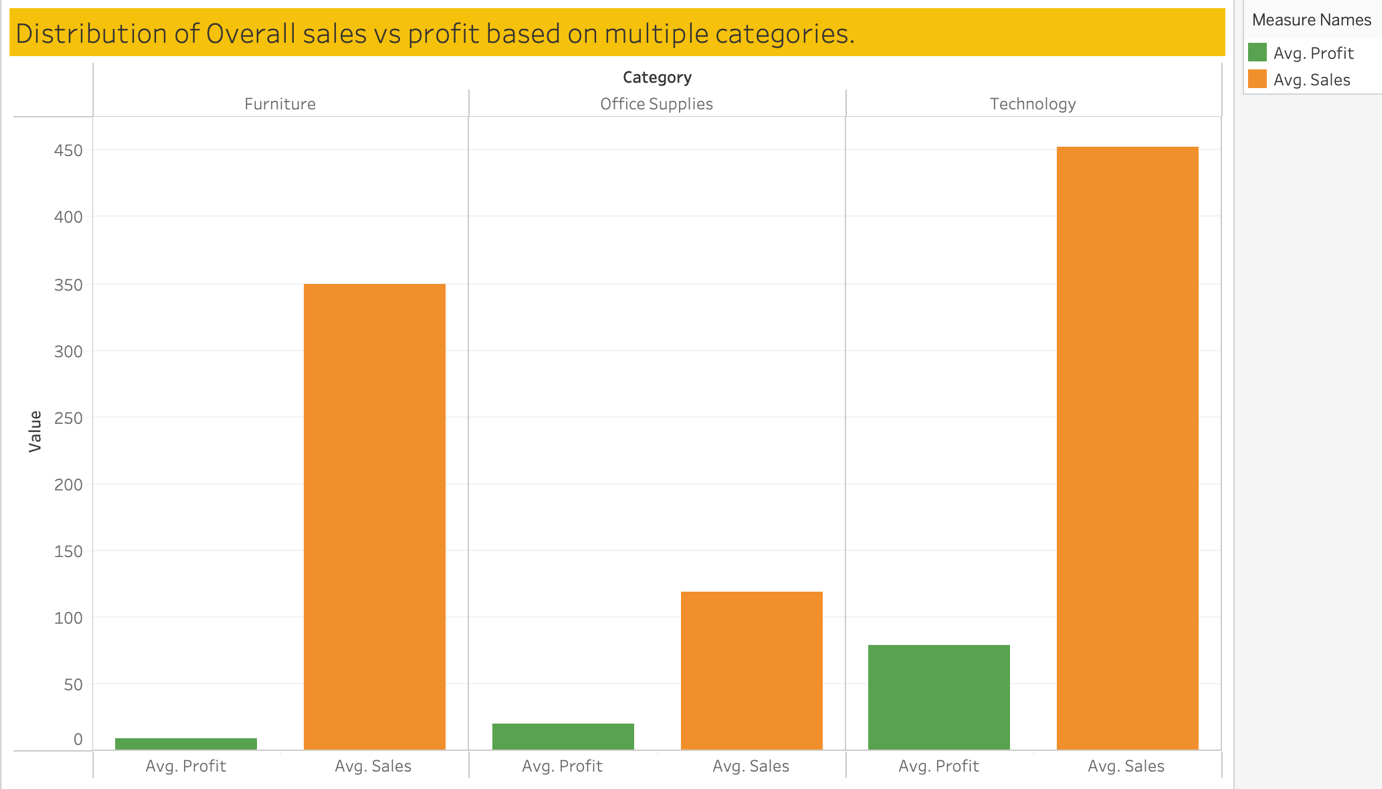 Distribution of Overall sales vs profit based on multiple categories.
Measure Names
Avg. Profit
Avg. Sales
Category
Furniture Office Supplies Technology
450
400
350
300
250
200
150
100
50
0
Value
Avg. Profit Avg. Sales Avg. Profit Avg. Sales Avg. Profit Avg. Sales